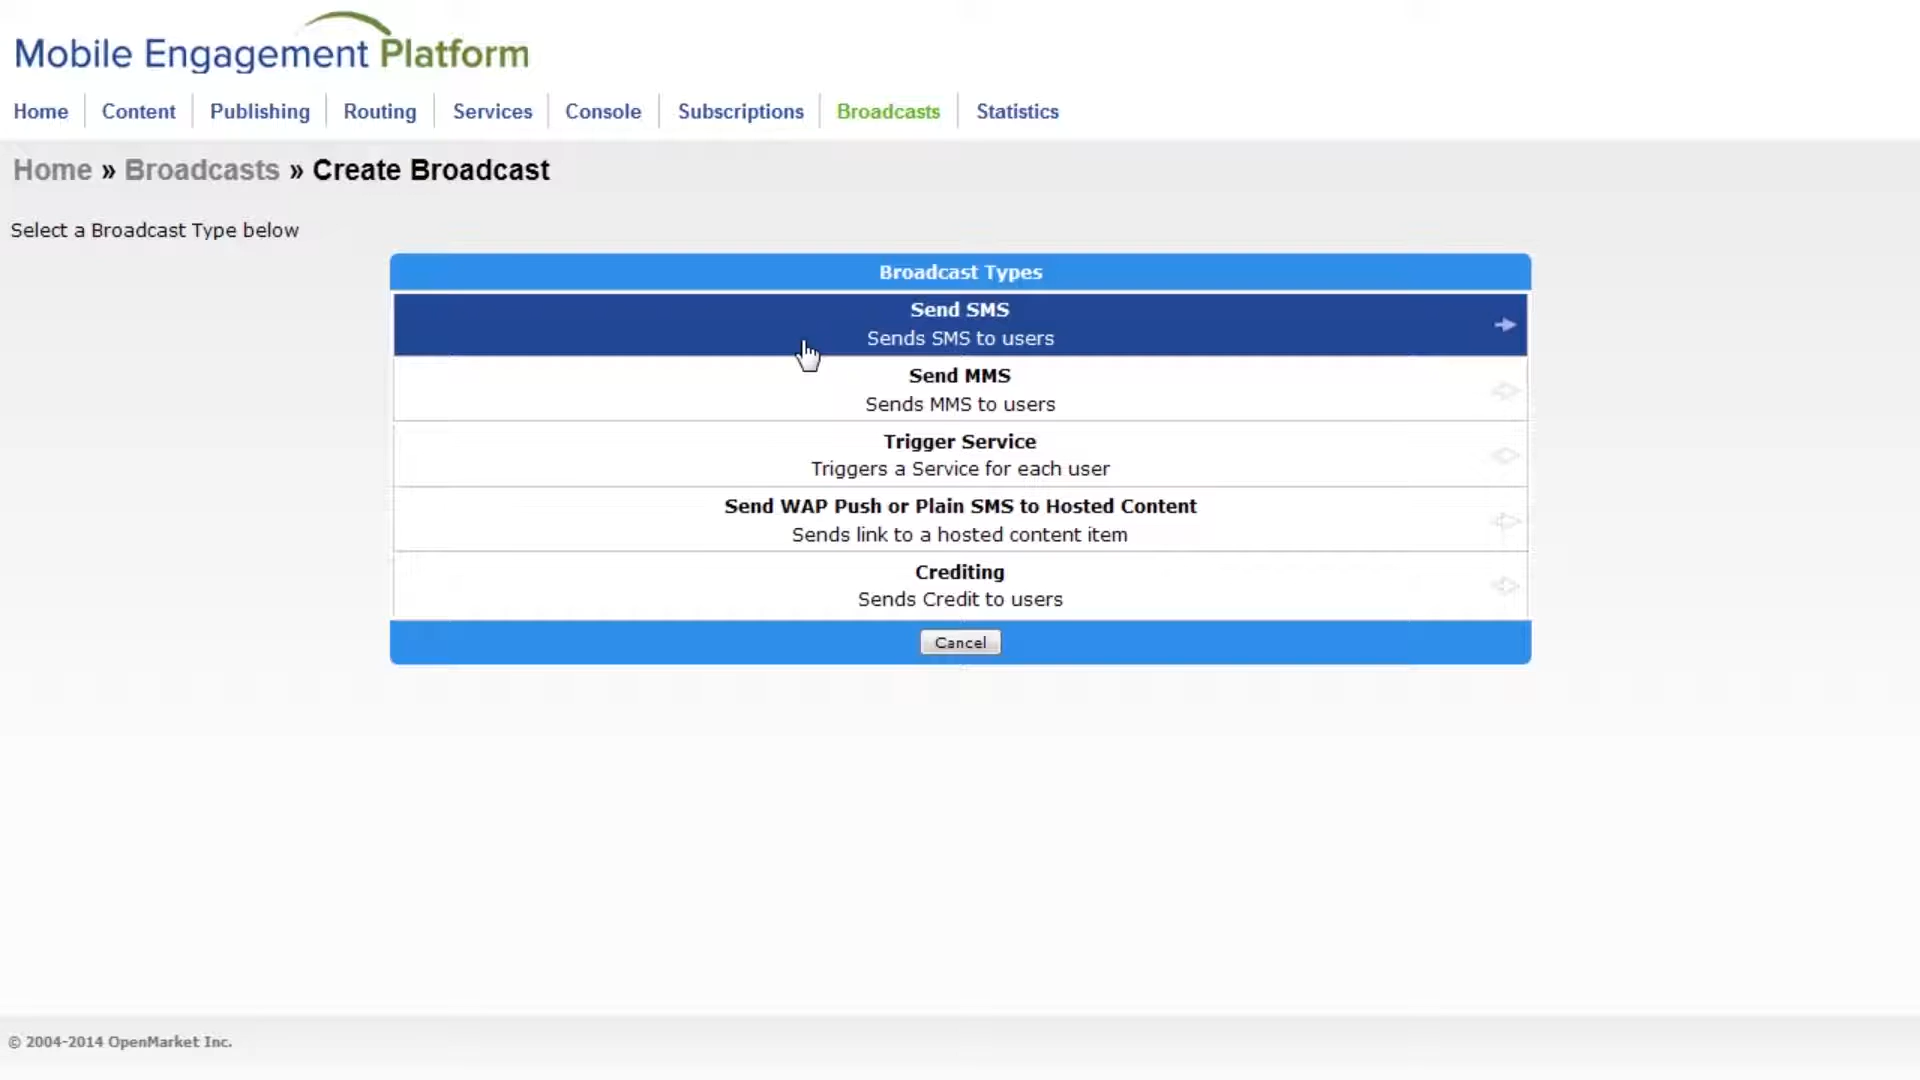 Mobile Engagement Platform
Home Content Publishing Routing Services Console Subscriptions Broadcasts Statistics
Home » Broadcasts » Create Broadcast
Select a Broadcast Type below
Broadcast Types
Send SMS
Sends SMS to users
Send MMS
Sends MMS to users
Trigger Service
Triggers a Service for each user
Send WAP Push or Plain SMS to Hosted Content
Sends link to a hosted content item
Crediting
Sends Credit to users
Cancel
© 2004-2014 OpenMarket Inc.